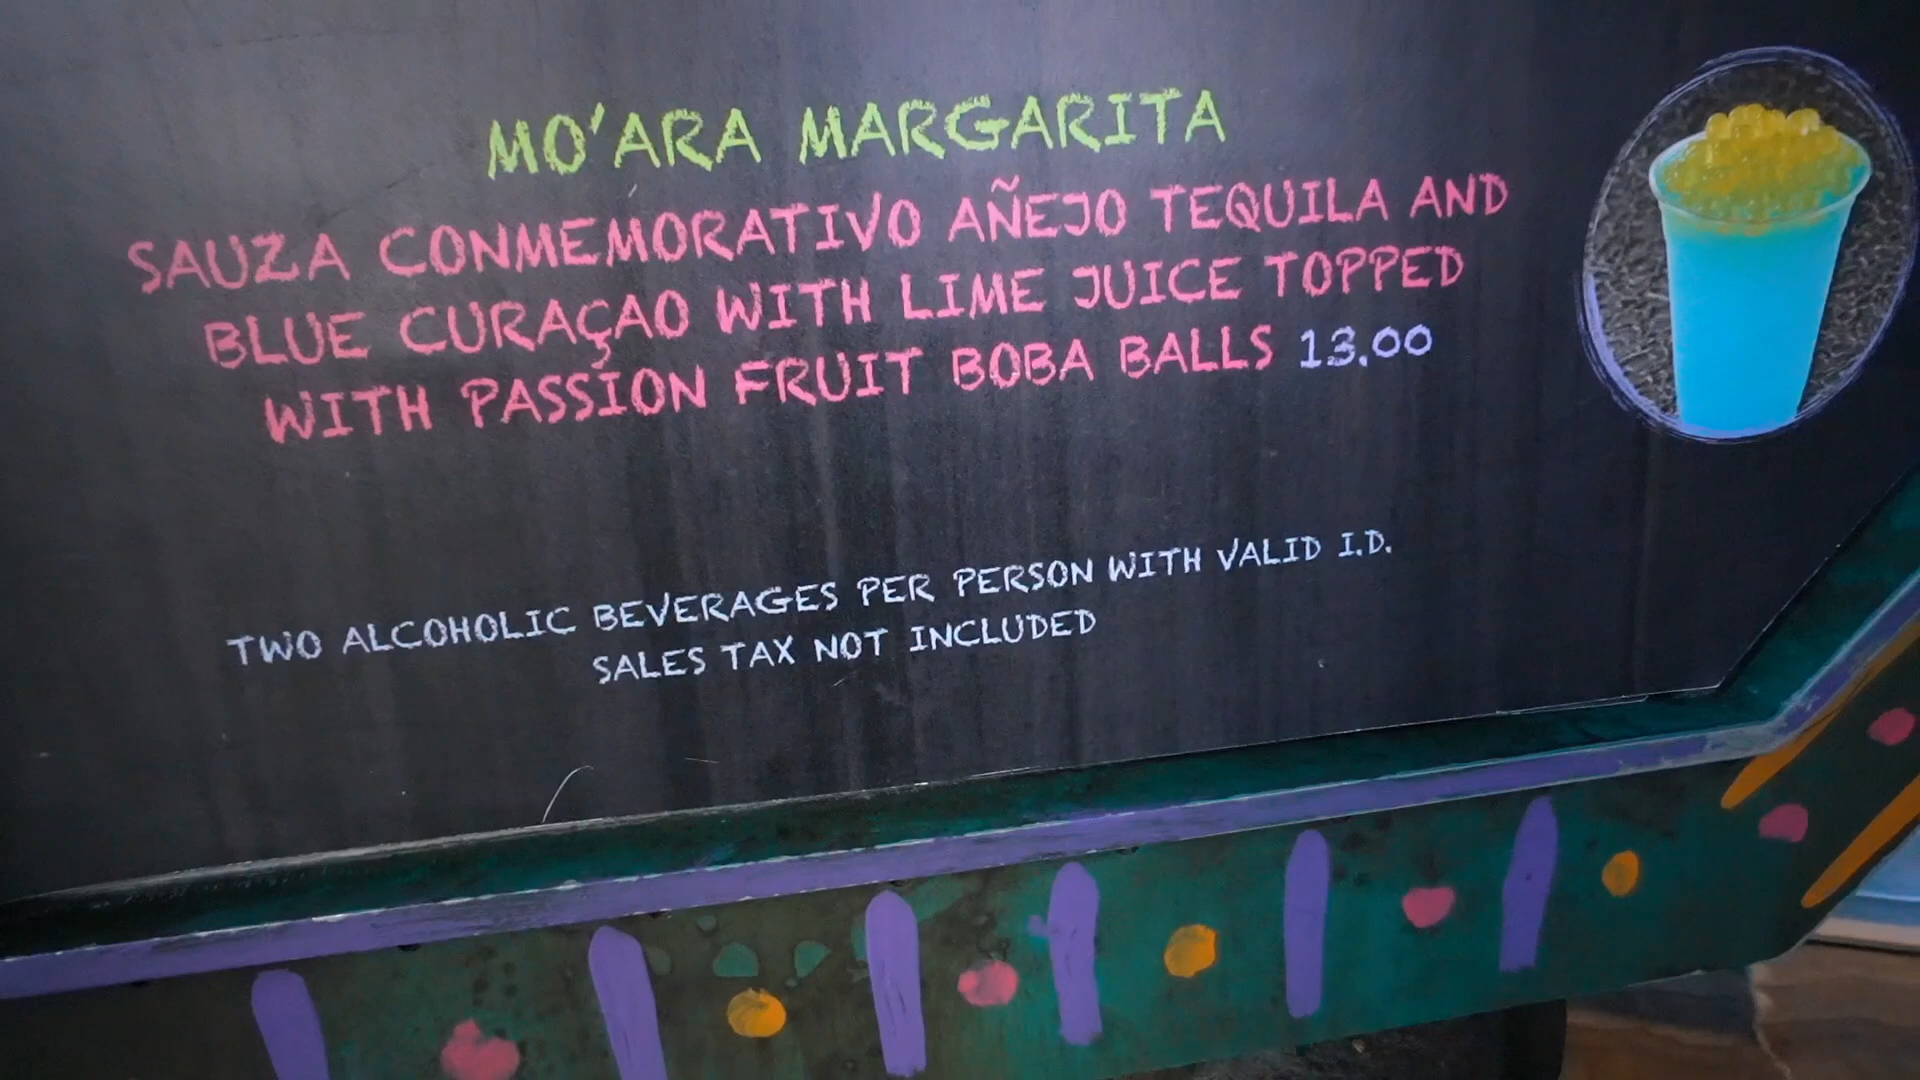 MO'ARA MARGARITA
SAUZA CONMEMORATIVO AÑEJO TEQUILA AND
BLUE CURAÇAO WITH LIME JUICE TOPPED
WITH PASSION FRUIT BOBA BALLS 13.00
TWO ALCOHOLIC BEVERAGES PER PERSON WITH VALID I.D.
SALES TAX NOT INCLUDED